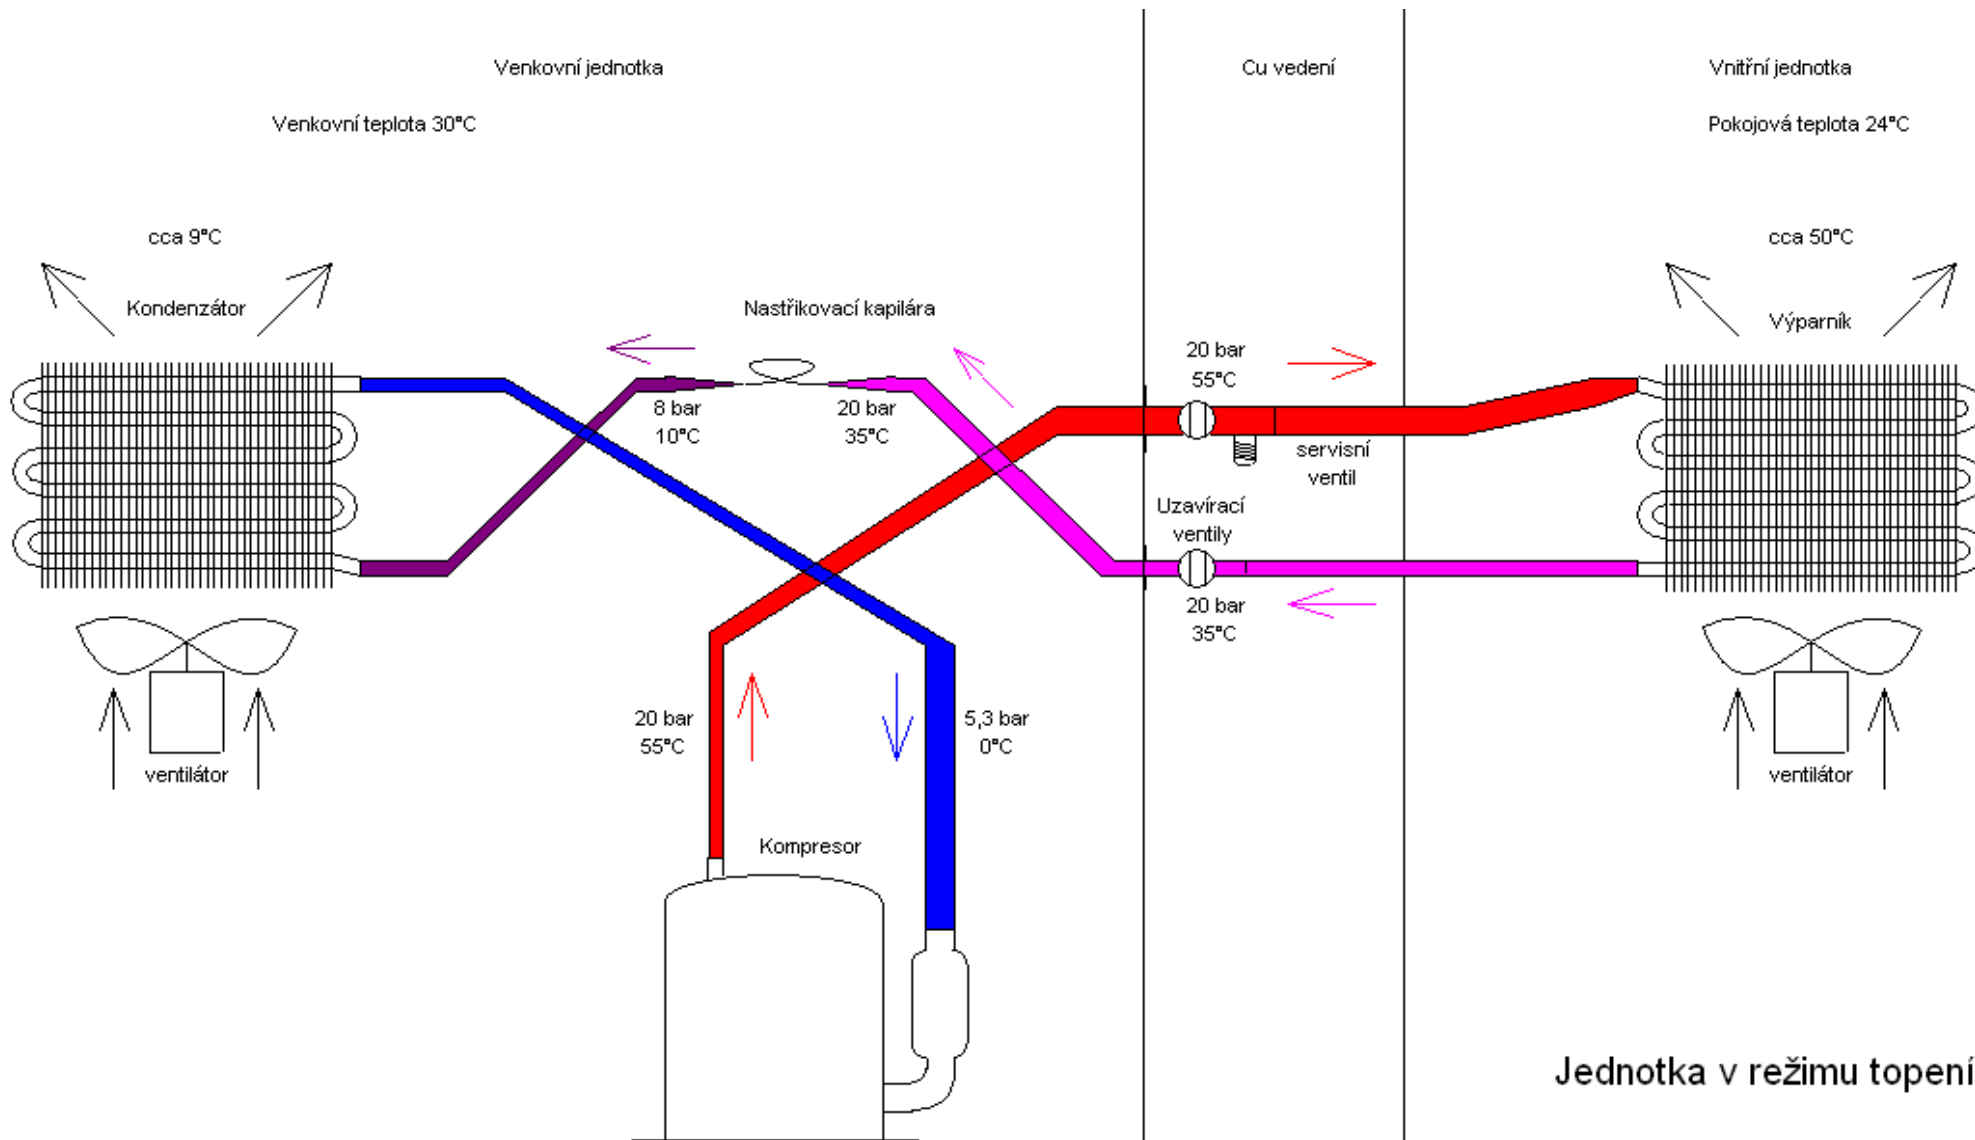 Venkovní jednotka
Cu vedení
Vnitřní jednotka
Venkovní teplota 30°C
Pokojová teplota 24°C
cca 9°C
cca 50°C
Kondenzátor
Nastřikovací kapilára
Výparník
20 bar
55°C
8 bar
10°C
20 bar
35°C
servisní
ventil
Uzavírací
ventily
20 bar
35°C
20 bar
55°C
5,3 bar
0°C
ventilátor
ventilátor
Kompresor
Jednotka v režimu topení